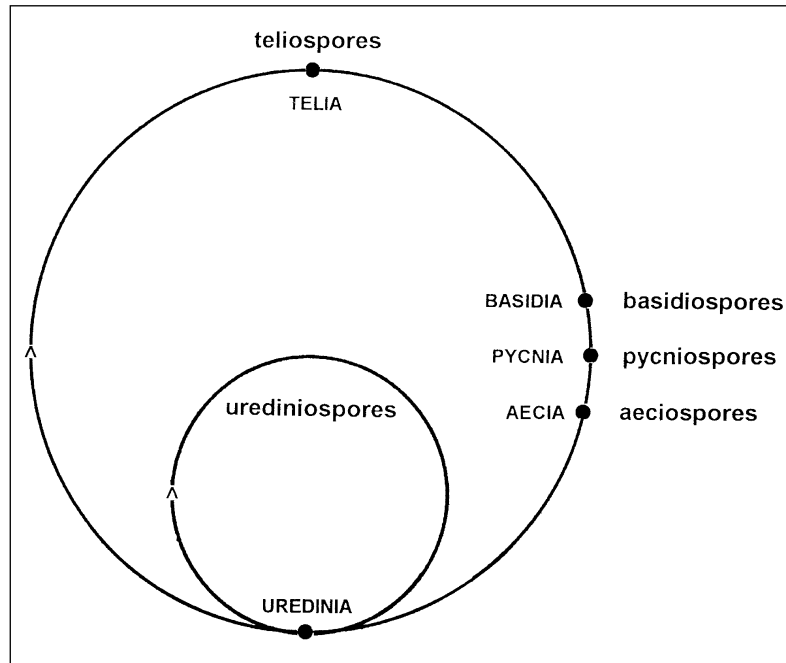 teliospores
TELIA
BASIDIA basidiospores
PYCNIA pycniospores
urediniospores
AECIA aeciospores
UREDINIA